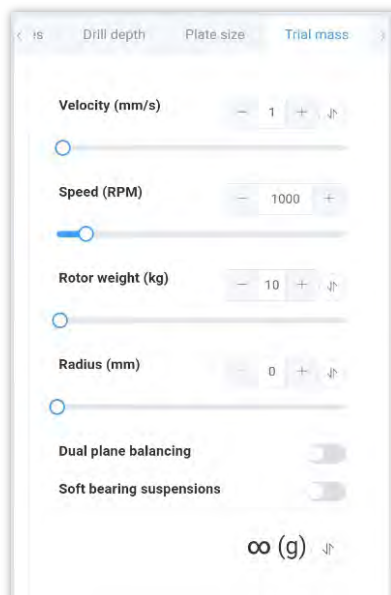 es Drill depth Plate size Trial mass
Velocity (mm/s) − 1 +
Speed (RPM) − 1000 +
Rotor weight (kg) − 10 +
Radius (mm) − 0 +
Dual plane balancing
Soft bearing suspensions
∞ (g)